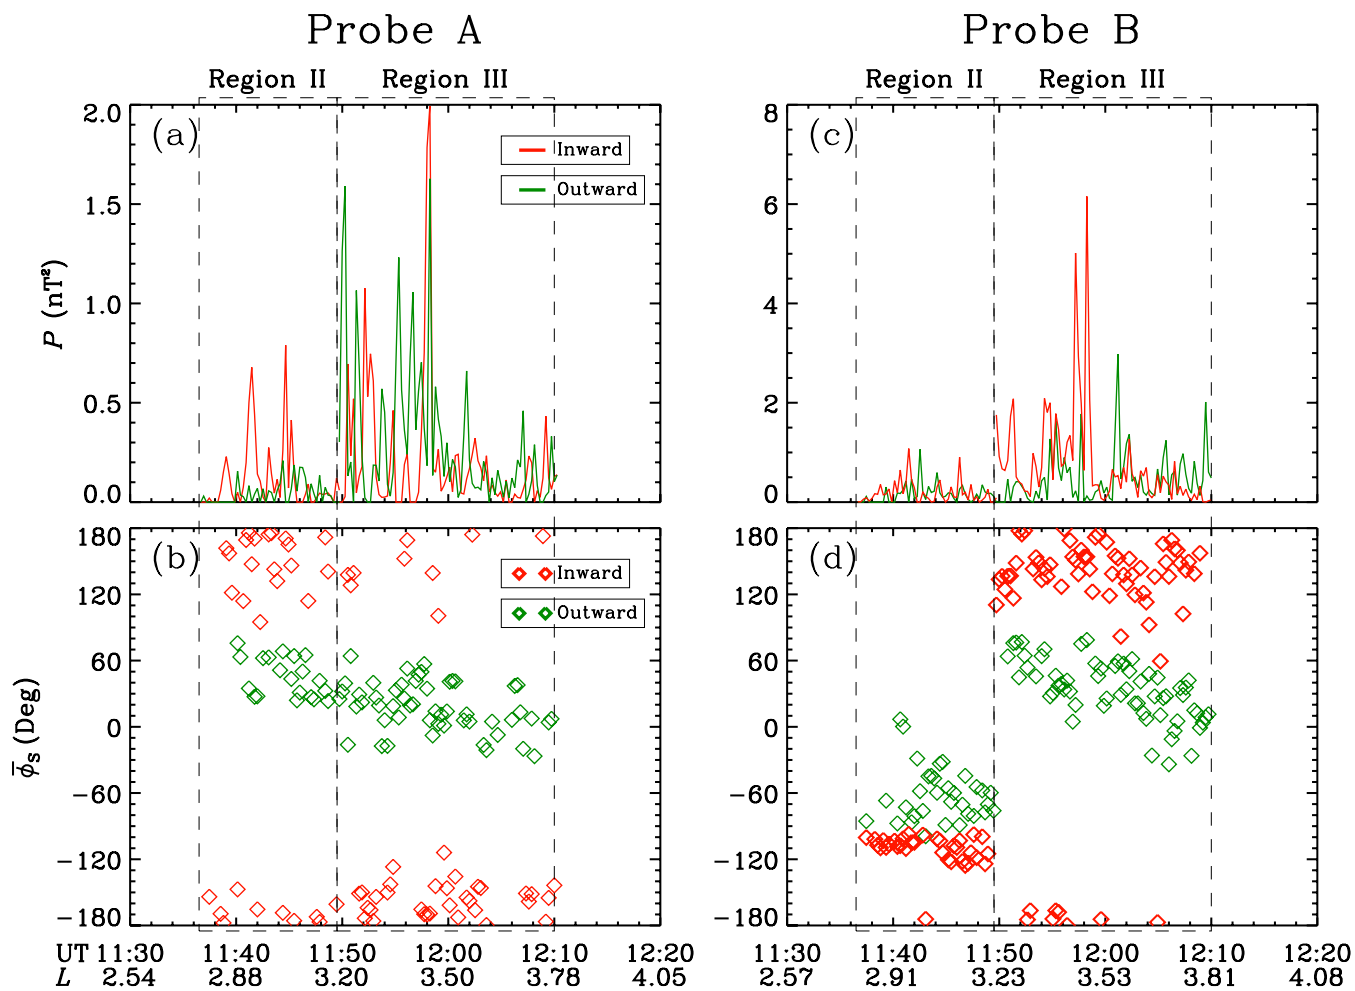 Probe A
Probe B
Region II
Region III
Region II
Region III
(a)
(c)
Inward
Outward
2.0
1.5
1.0
0.5
0.0
P (nT²)
8
6
4
2
0
(b)
(d)
Inward
Outward
180
120
60
0
−60
−120
−180
ϕ̅S (Deg)
180
120
60
0
−60
−120
−180
UT 11:30 11:40 11:50 12:00 12:10 12:20
L 2.54 2.88 3.20 3.50 3.78 4.05
11:30 11:40 11:50 12:00 12:10 12:20
2.57 2.91 3.23 3.53 3.81 4.08